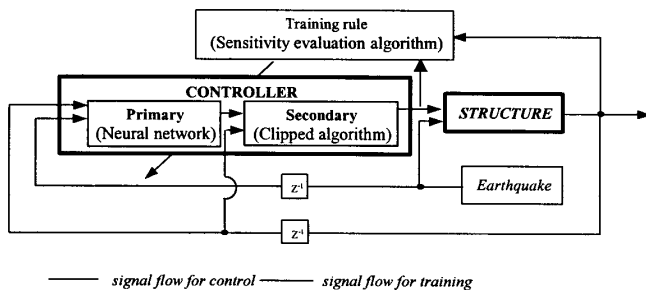 Training rule
(Sensitivity evaluation algorithm)
CONTROLLER
Primary
(Neural network)
Secondary
(Clipped algorithm)
STRUCTURE
Earthquake
Z⁻¹
Z⁻¹
signal flow for control
signal flow for training